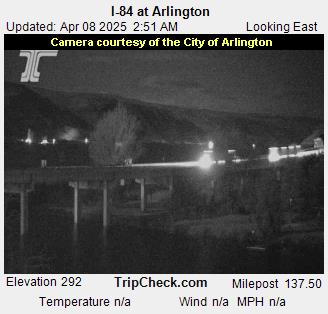 I-84 at Arlington
Updated: Apr 08 2025 2:51 AM Looking East
Camera courtesy of the City of Arlington
Elevation 292 TripCheck.com Milepost 137.50
Temperature n/a Wind n/a MPH n/a